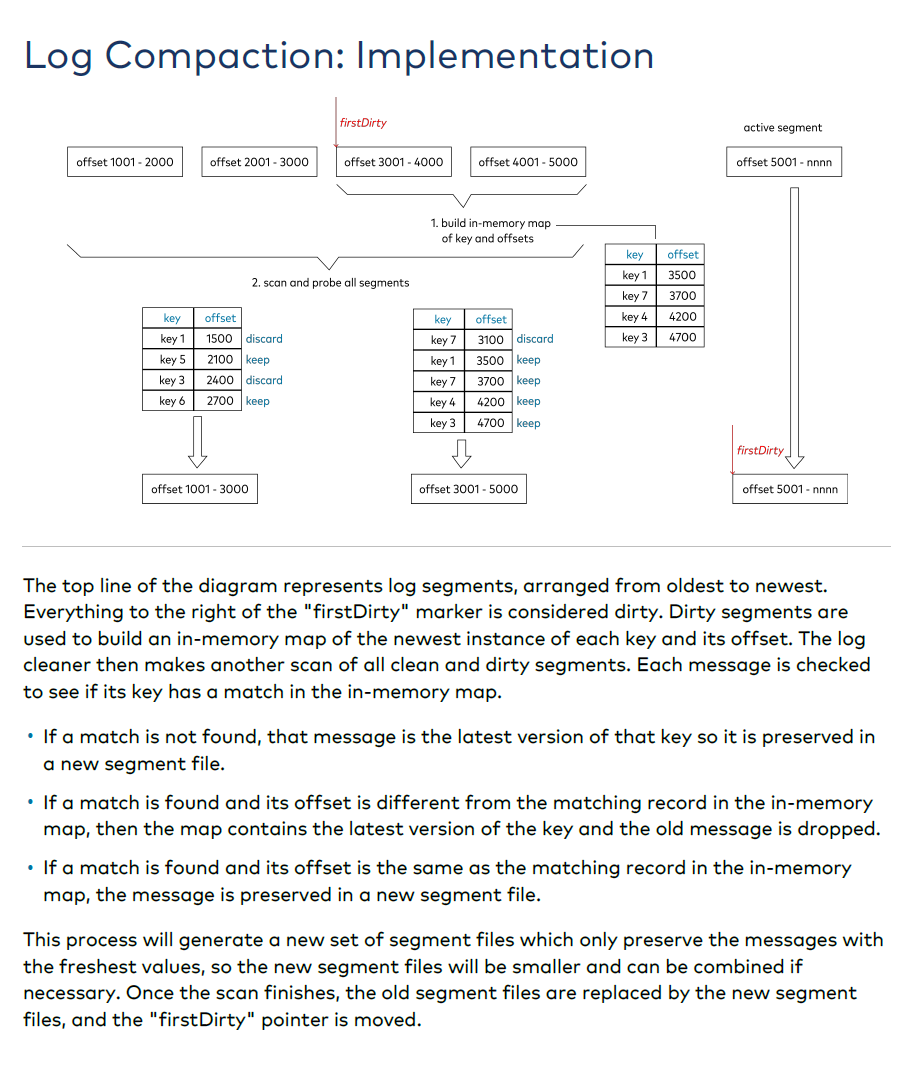 Log Compaction: Implementation
firstDirty
active segment
offset 1001 - 2000
offset 2001 - 3000
offset 3001 - 4000
offset 4001 - 5000
offset 5001 - nnnn
1. build in-memory map
of key and offsets
key offset
key 1 3500
key 7 3700
key 4 4200
key 3 4700
2. scan and probe all segments
key offset
key 1 1500 discard
key 5 2100 keep
key 3 2400 discard
key 6 2700 keep
key offset
key 7 3100 discard
key 1 3500 keep
key 7 3700 keep
key 4 4200 keep
key 3 4700 keep
firstDirty
offset 1001 - 3000
offset 3001 - 5000
offset 5001 - nnnn
The top line of the diagram represents log segments, arranged from oldest to newest.
Everything to the right of the "firstDirty" marker is considered dirty. Dirty segments are
used to build an in-memory map of the newest instance of each key and its offset. The log
cleaner then makes another scan of all clean and dirty segments. Each message is checked
to see if its key has a match in the in-memory map.
• If a match is not found, that message is the latest version of that key so it is preserved in
a new segment file.
• If a match is found and its offset is different from the matching record in the in-memory
map, then the map contains the latest version of the key and the old message is dropped.
• If a match is found and its offset is the same as the matching record in the in-memory
map, the message is preserved in a new segment file.
This process will generate a new set of segment files which only preserve the messages with
the freshest values, so the new segment files will be smaller and can be combined if
necessary. Once the scan finishes, the old segment files are replaced by the new segment
files, and the "firstDirty" pointer is moved.